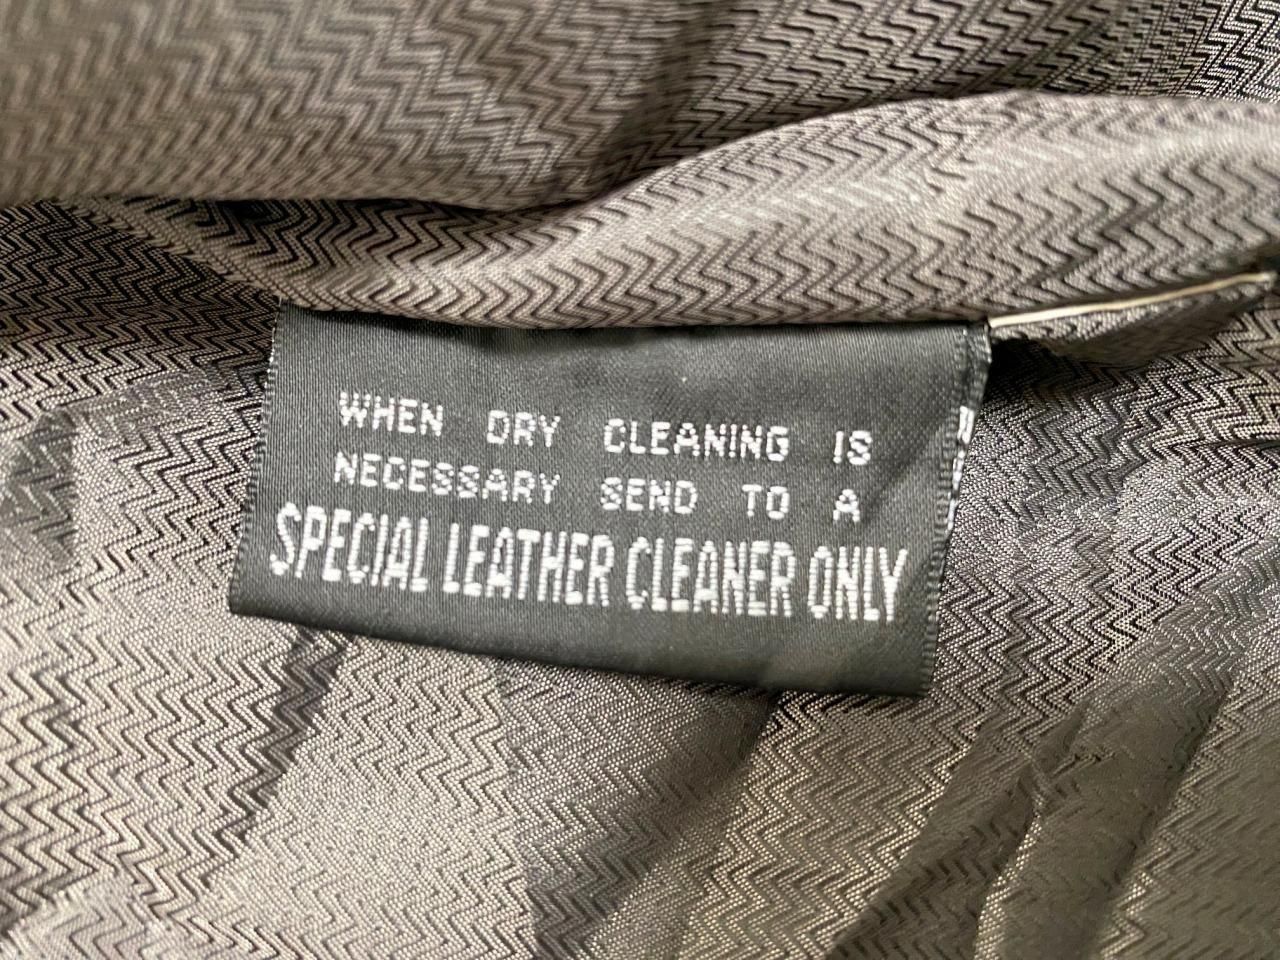 WHEN DRY CLEANING IS
NECESSARY SEND TO A
SPECIAL LEATHER CLEANER ONLY